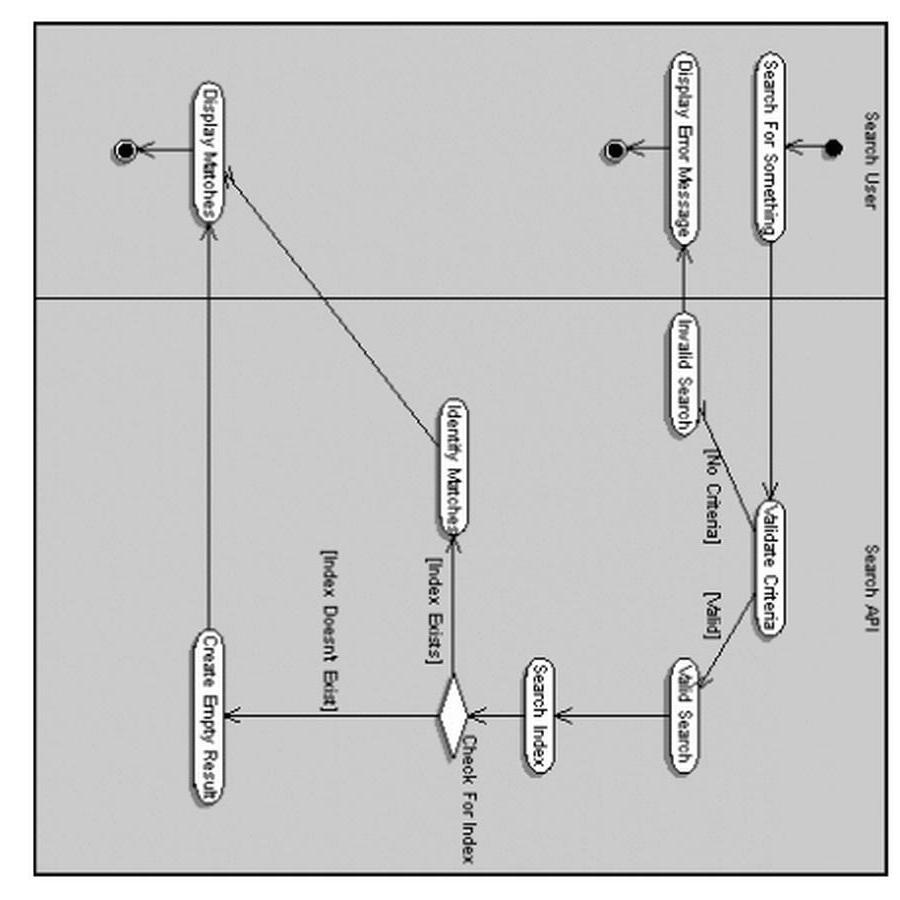 Search User
Search API
Search For Something
Validate Criteria
[No Criteria]
[Valid]
Display Error Message
Invalid Search
Valid Search
Search Index
Check For Index
Identify Matches
[Index Exists]
[Index Doesnt Exist]
Display Matches
Create Empty Result